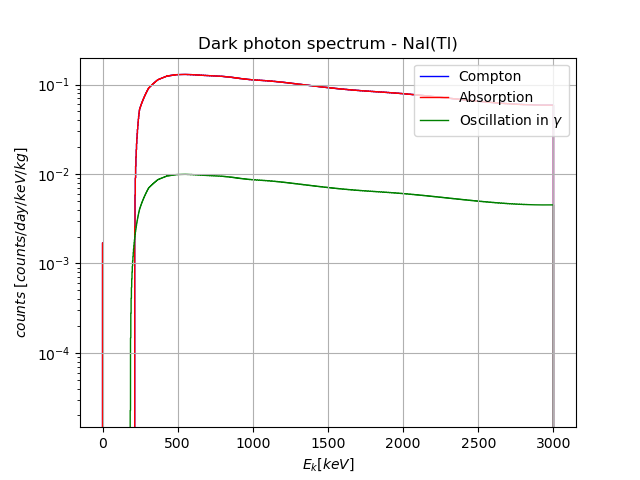 Dark photon spectrum - NaI(Tl)
Compton
Absorption
Oscillation in γ
counts [counts/day/keV/kg]
10⁻¹
10⁻²
10⁻³
10⁻⁴
0 500 1000 1500 2000 2500 3000
E_k[keV]